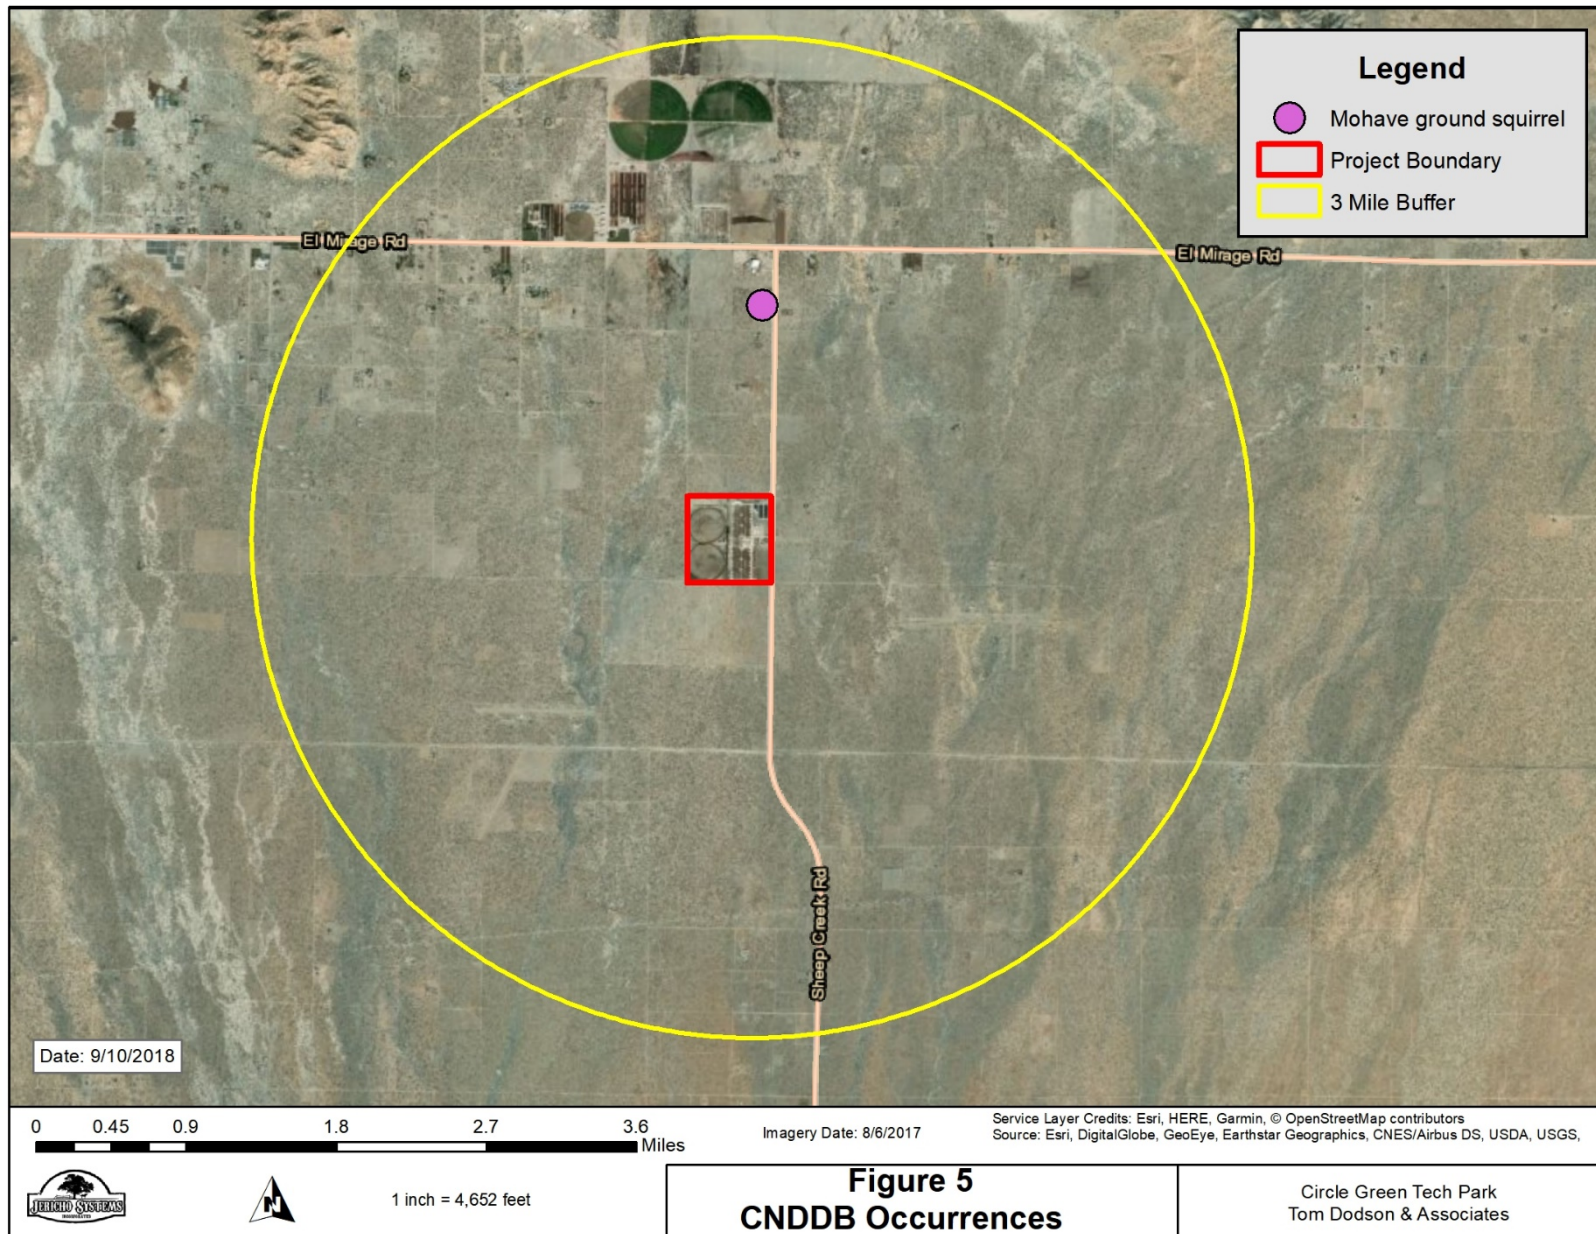 Legend
Mohave ground squirrel
Project Boundary
3 Mile Buffer
El Mirage Rd
El Mirage Rd
Sheep Creek Rd
Date: 9/10/2018
0 0.45 0.9 1.8 2.7 3.6
Miles
Imagery Date: 8/6/2017
Service Layer Credits: Esri, HERE, Garmin, © OpenStreetMap contributors
Source: Esri, DigitalGlobe, GeoEye, Earthstar Geographics, CNES/Airbus DS, USDA, USGS,
JERICHO SYSTEMS
INCORPORATED
N
1 inch = 4,652 feet
Figure 5
CNDDB Occurrences
Circle Green Tech Park
Tom Dodson & Associates